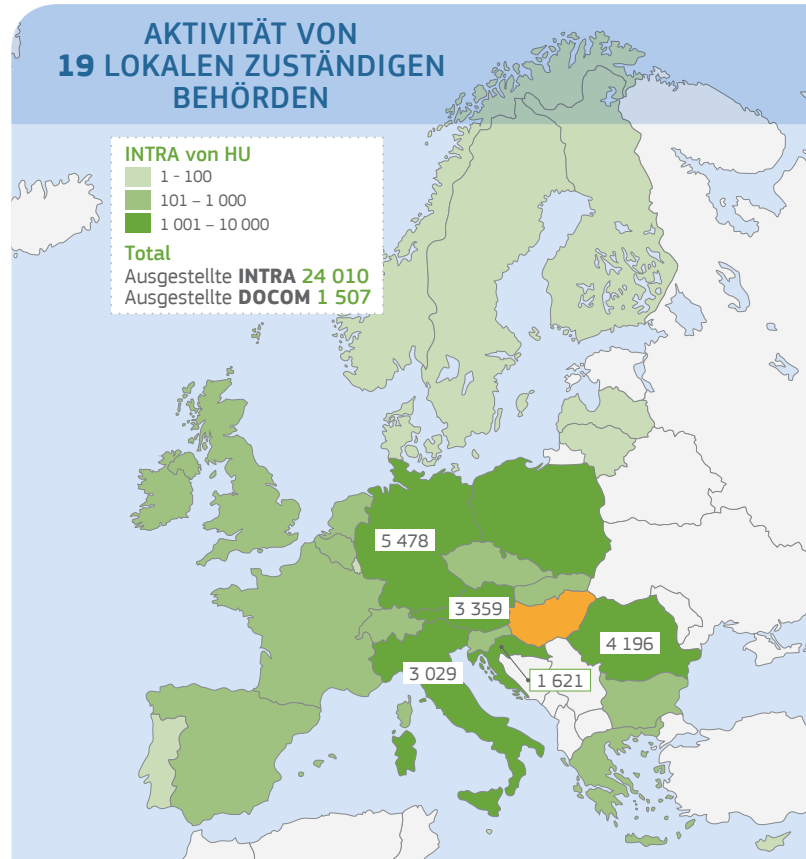 AKTIVITÄT VON
19 LOKALEN ZUSTÄNDIGEN
BEHÖRDEN
INTRA von HU
1 - 100
101 – 1 000
1 001 – 10 000
Total
Ausgestellte INTRA 24 010
Ausgestellte DOCOM 1 507
5 478
3 359
4 196
3 029
1 621